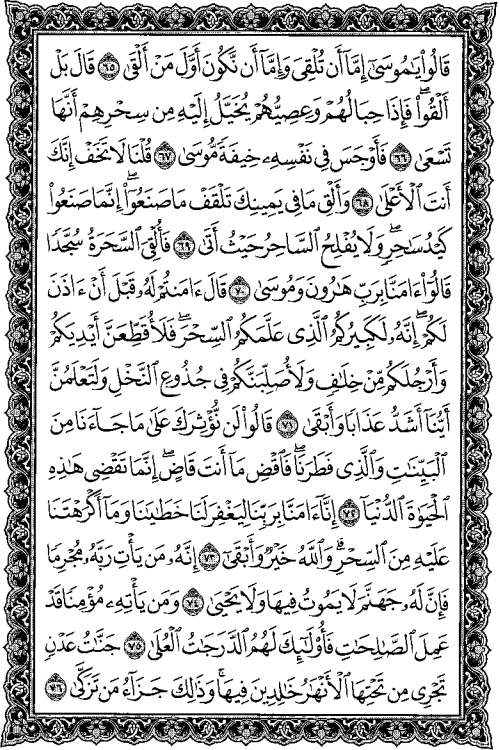 قَالُوا۟ يَـٰمُوسَىٰٓ إِمَّآ أَن تُلْقِىَ وَإِمَّآ أَن نَّكُونَ أَوَّلَ مَنْ أَلْقَىٰ ٦٥ قَالَ بَلْ
أَلْقُوا۟ ۖ فَإِذَا حِبَالُهُمْ وَعِصِيُّهُمْ يُخَيَّلُ إِلَيْهِ مِن سِحْرِهِمْ أَنَّهَا
تَسْعَىٰ ٦٦ فَأَوْجَسَ فِى نَفْسِهِۦ خِيفَةً مُّوسَىٰ ٦٧ قُلْنَا لَا تَخَفْ إِنَّكَ
أَنتَ ٱلْأَعْلَىٰ ٦٨ وَأَلْقِ مَا فِى يَمِينِكَ تَلْقَفْ مَا صَنَعُوٓا۟ ۖ إِنَّمَا صَنَعُوا۟
كَيْدُ سَـٰحِرٍ ۖ وَلَا يُفْلِحُ ٱلسَّاحِرُ حَيْثُ أَتَىٰ ٦٩ فَأُلْقِىَ ٱلسَّحَرَةُ سُجَّدًا
قَالُوٓا۟ ءَامَنَّا بِرَبِّ هَـٰرُونَ وَمُوسَىٰ ٧٠ قَالَ ءَامَنتُمْ لَهُۥ قَبْلَ أَنْ ءَاذَنَ
لَكُمْ ۖ إِنَّهُۥ لَكَبِيرُكُمُ ٱلَّذِى عَلَّمَكُمُ ٱلسِّحْرَ ۖ فَلَأُقَطِّعَنَّ أَيْدِيَكُمْ
وَأَرْجُلَكُم مِّنْ خِلَـٰفٍ وَلَأُصَلِّبَنَّكُمْ فِى جُذُوعِ ٱلنَّخْلِ وَلَتَعْلَمُنَّ
أَيُّنَآ أَشَدُّ عَذَابًا وَأَبْقَىٰ ٧١ قَالُوا۟ لَن نُّؤْثِرَكَ عَلَىٰ مَا جَآءَنَا مِنَ
ٱلْبَيِّنَـٰتِ وَٱلَّذِى فَطَرَنَا ۖ فَٱقْضِ مَآ أَنتَ قَاضٍ ۖ إِنَّمَا تَقْضِى هَـٰذِهِ
ٱلْحَيَوٰةَ ٱلدُّنْيَآ ٧٢ إِنَّآ ءَامَنَّا بِرَبِّنَا لِيَغْفِرَ لَنَا خَطَـٰيَـٰنَا وَمَآ أَكْرَهْتَنَا
عَلَيْهِ مِنَ ٱلسِّحْرِ ۗ وَٱللَّهُ خَيْرٌ وَأَبْقَىٰٓ ٧٣ إِنَّهُۥ مَن يَأْتِ رَبَّهُۥ مُجْرِمًا
فَإِنَّ لَهُۥ جَهَنَّمَ لَا يَمُوتُ فِيهَا وَلَا يَحْيَىٰ ٧٤ وَمَن يَأْتِهِۦ مُؤْمِنًا قَدْ
عَمِلَ ٱلصَّـٰلِحَـٰتِ فَأُو۟لَـٰٓئِكَ لَهُمُ ٱلدَّرَجَـٰتُ ٱلْعُلَىٰ ٧٥ جَنَّـٰتُ عَدْنٍ
تَجْرِى مِن تَحْتِهَا ٱلْأَنْهَـٰرُ خَـٰلِدِينَ فِيهَا ۚ وَذَٰلِكَ جَزَآءُ مَن تَزَكَّىٰ ٧٦